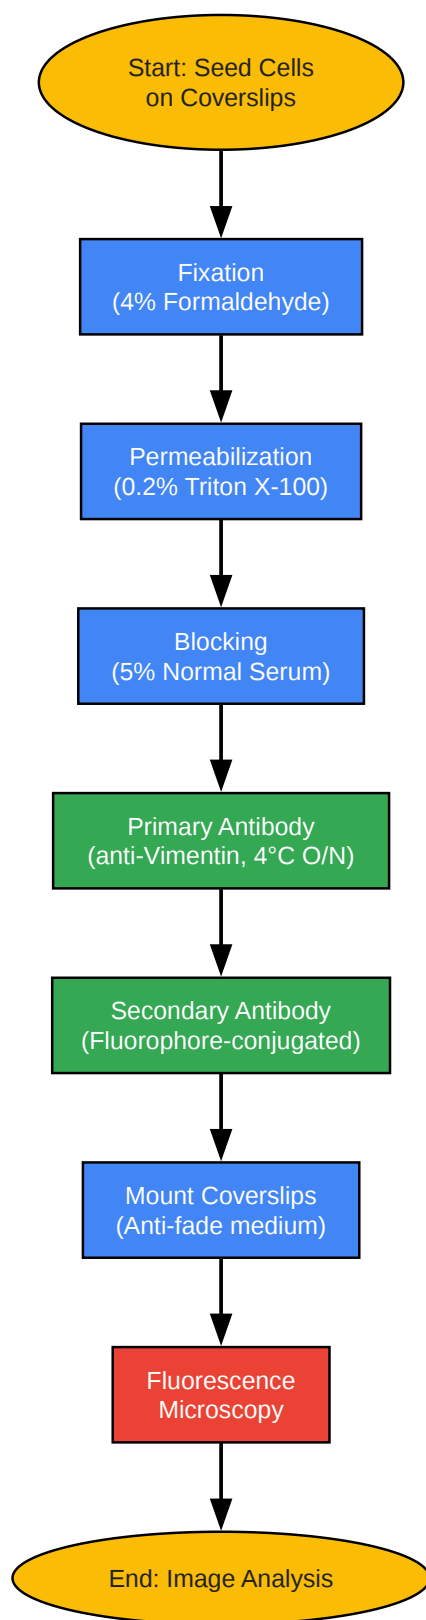 Start: Seed Cells
on Coverslips
Fixation
(4% Formaldehyde)
Permeabilization
(0.2% Triton X-100)
Blocking
(5% Normal Serum)
Primary Antibody
(anti-Vimentin, 4°C O/N)
Secondary Antibody
(Fluorophore-conjugated)
Mount Coverslips
(Anti-fade medium)
Fluorescence
Microscopy
End: Image Analysis